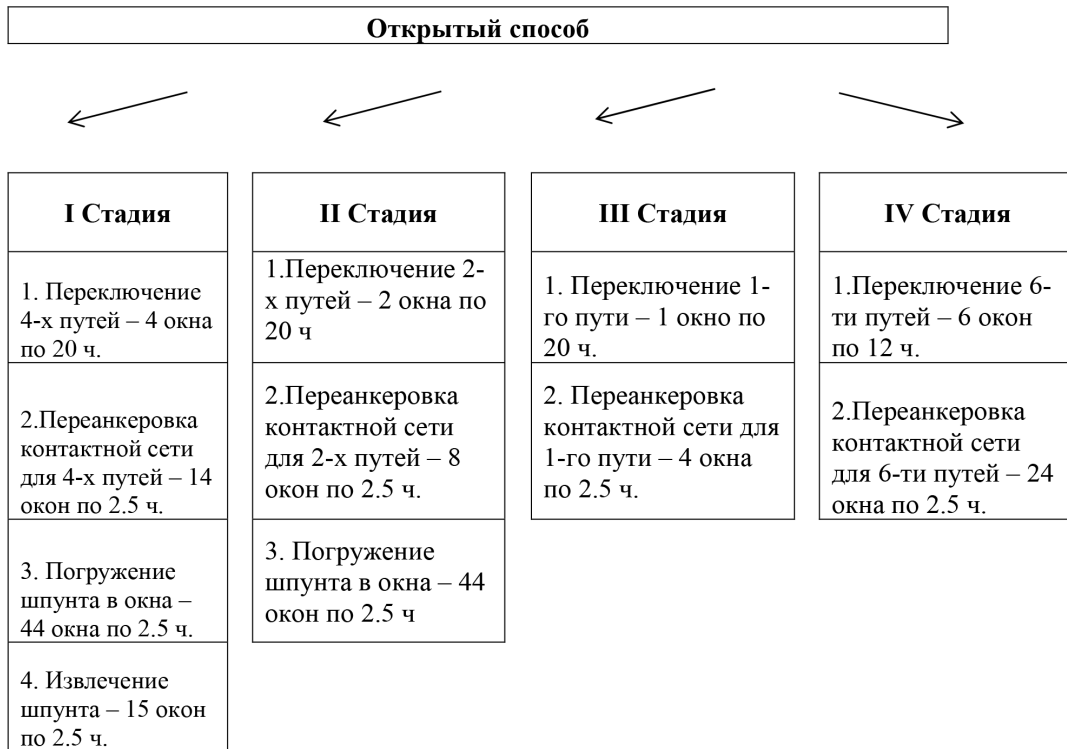 Открытый способ
I Стадия
1. Переключение
4-х путей – 4 окна
по 20 ч.
2.Переанкеровка
контактной сети
для 4-х путей – 14
окон по 2.5 ч.
3. Погружение
шпунта в окна –
44 окна по 2.5 ч.
4. Извлечение
шпунта – 15 окон
по 2.5 ч.
II Стадия
1.Переключение 2-
х путей – 2 окна по
20 ч
2.Переанкеровка
контактной сети
для 2-х путей – 8
окон по 2.5 ч.
3. Погружение
шпунта в окна – 44
окон по 2.5 ч
III Стадия
1. Переключение 1-
го пути – 1 окно по
20 ч.
2. Переанкеровка
контактной сети для
1-го пути – 4 окна
по 2.5 ч.
IV Стадия
1.Переключение 6-
ти путей – 6 окон
по 12 ч.
2.Переанкеровка
контактной сети
для 6-ти путей – 24
окна по 2.5 ч.